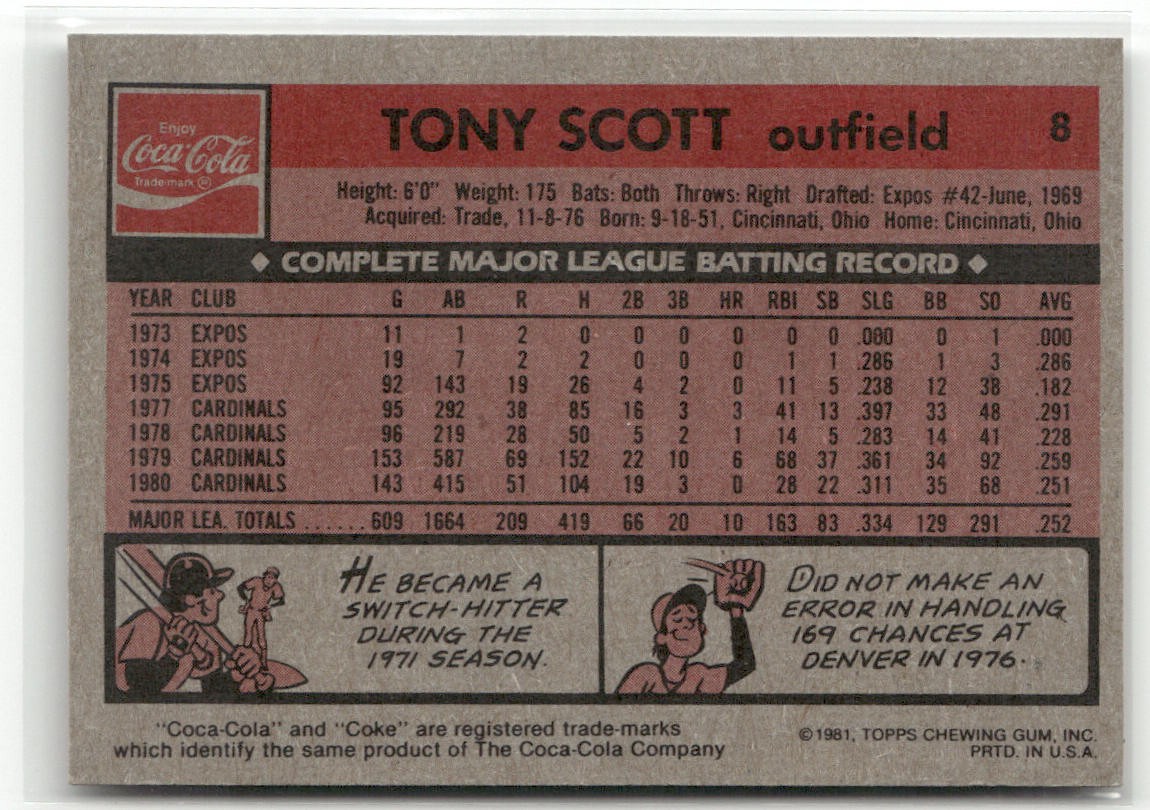 Enjoy
Coca-Cola
Trade-mark ®
TONY SCOTT outfield 8
Height: 6'0" Weight: 175 Bats: Both Throws: Right Drafted: Expos #42-June, 1969
Acquired: Trade, 11-8-76 Born: 9-18-51, Cincinnati, Ohio Home: Cincinnati, Ohio
◆ COMPLETE MAJOR LEAGUE BATTING RECORD ◆
YEAR CLUB G AB R H 2B 3B HR RBI SB SLG BB SO AVG
1973 EXPOS 11 1 2 0 0 0 0 0 0 .000 0 1 .000
1974 EXPOS 19 7 2 2 0 0 0 1 1 .286 1 3 .286
1975 EXPOS 92 143 19 26 4 2 0 11 5 .238 12 38 .182
1977 CARDINALS 95 292 38 85 16 3 3 41 13 .397 33 48 .291
1978 CARDINALS 96 219 28 50 5 2 1 14 5 .283 14 41 .228
1979 CARDINALS 153 587 69 152 22 10 6 68 37 .361 34 92 .259
1980 CARDINALS 143 415 51 104 19 3 0 28 22 .311 35 68 .251
MAJOR LEA. TOTALS ...... 609 1664 209 419 66 20 10 163 83 .334 129 291 .252
HE BECAME A
SWITCH-HITTER
DURING THE
1971 SEASON.
DID NOT MAKE AN
ERROR IN HANDLING
169 CHANCES AT
DENVER IN 1976.
"Coca-Cola" and "Coke" are registered trade-marks
which identify the same product of The Coca-Cola Company
©1981, TOPPS CHEWING GUM, INC.
PRTD. IN U.S.A.